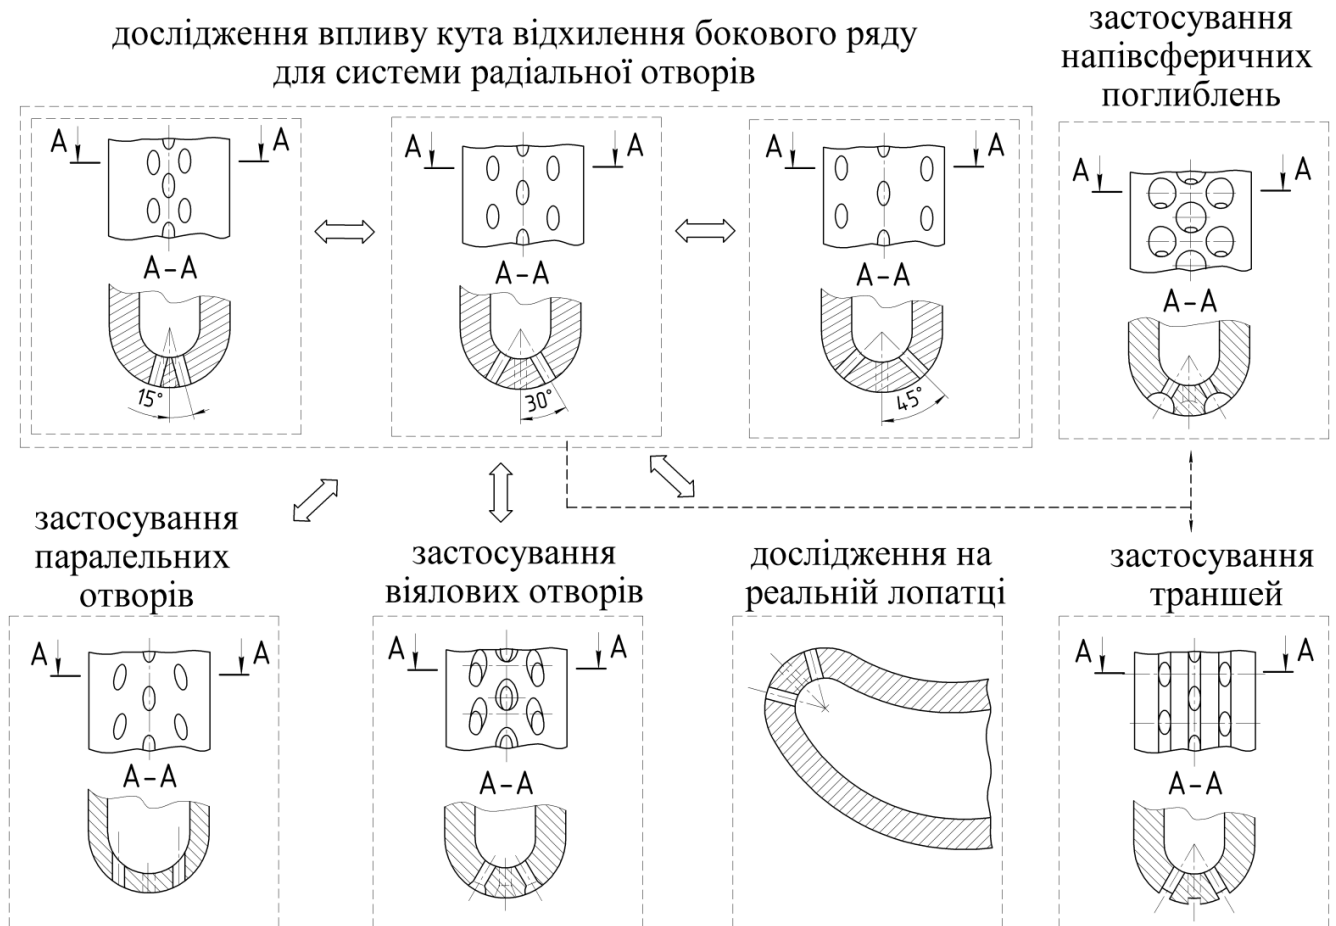 дослідження впливу кута відхилення бокового ряду
для системи радіальної отворів
застосування
напівсферичних
поглиблень
A A
A A
A A
A A
A-A
A-A
A-A
A-A
15°
30°
45°
застосування
паралельних
отворів
застосування
віялових отворів
дослідження на
реальній лопатці
застосування
траншей
A A
A A
A A
A-A
A-A
A-A